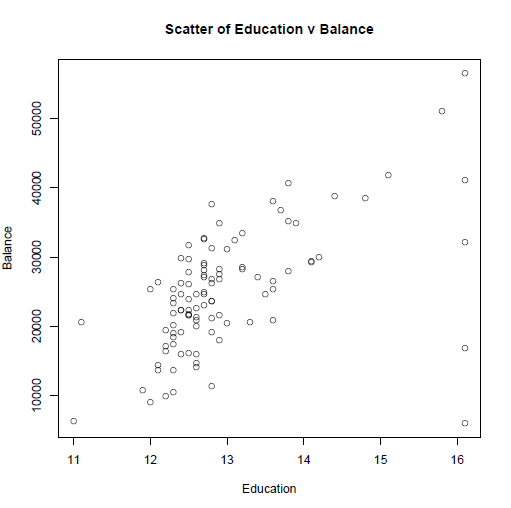 Scatter of Education v Balance
50000
40000
30000
20000
10000
Balance
11 12 13 14 15 16
Education